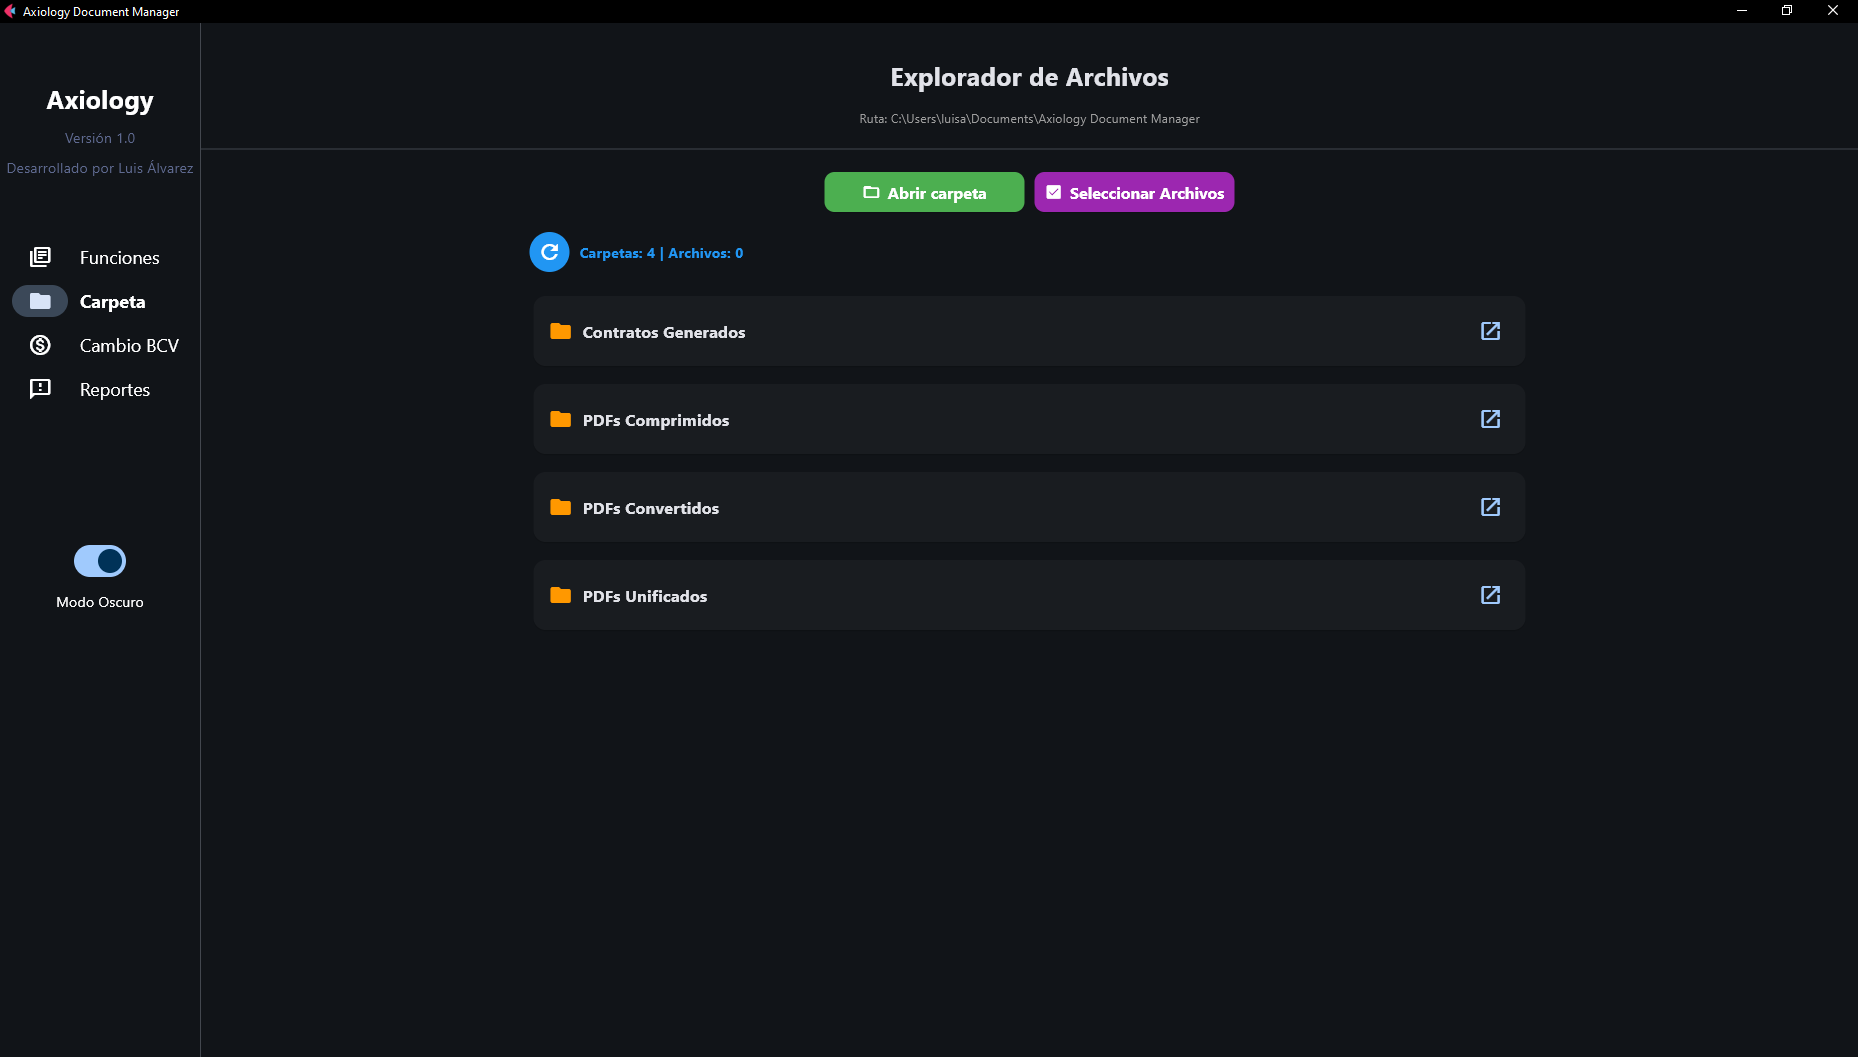 Axiology Document Manager
Axiology
Versión 1.0
Desarrollado por Luis Álvarez
Funciones
Carpeta
Cambio BCV
Reportes
Modo Oscuro
Explorador de Archivos
Ruta: C:\Users\luisa\Documents\Axiology Document Manager
Abrir carpeta
Seleccionar Archivos
Carpetas: 4 | Archivos: 0
Contratos Generados
PDFs Comprimidos
PDFs Convertidos
PDFs Unificados